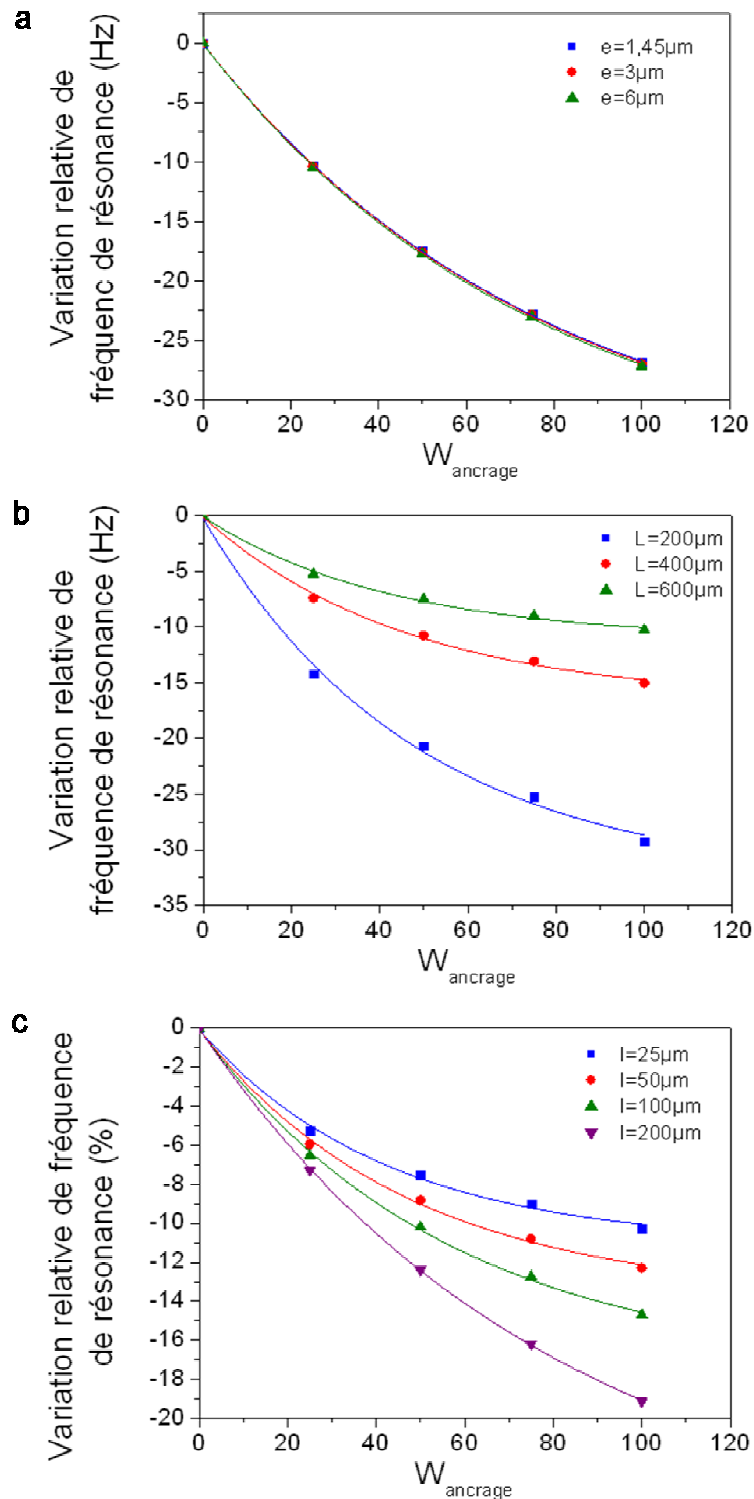 a
Variation relative de
fréquenc de résonance (Hz)
0
-5
-10
-15
-20
-25
-30
0 20 40 60 80 100 120
W ancrage
e=1,45µm
e=3µm
e=6µm
b
Variation relative de
fréquence de résonance (Hz)
0
-5
-10
-15
-20
-25
-30
-35
0 20 40 60 80 100 120
W ancrage
L=200µm
L=400µm
L=600µm
c
Variation relative de fréquence
de résonance (%)
0
-2
-4
-6
-8
-10
-12
-14
-16
-18
-20
0 20 40 60 80 100 120
W ancrage
l=25µm
l=50µm
l=100µm
l=200µm